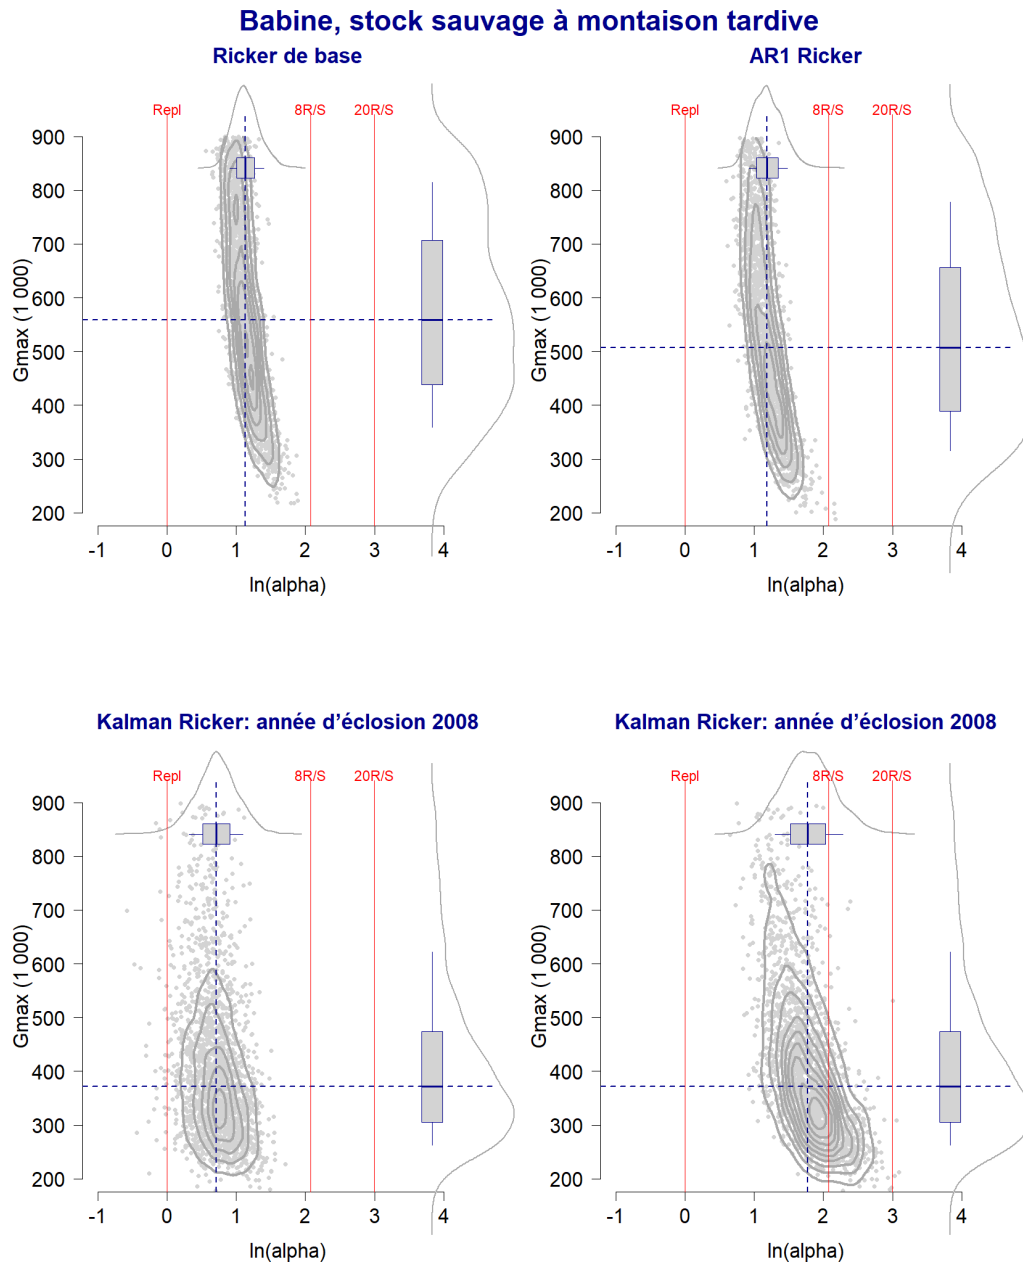 Babine, stock sauvage à montaison tardive
Ricker de base
AR1 Ricker
Repl
8R/S
20R/S
Repl
8R/S
20R/S
900
800
700
600
500
400
300
200
Gmax (1 000)
-1
0
1
2
3
4
ln(alpha)
900
800
700
600
500
400
300
200
Gmax (1 000)
-1
0
1
2
3
4
ln(alpha)
Kalman Ricker: année d’éclosion 2008
Kalman Ricker: année d’éclosion 2008
Repl
8R/S
20R/S
Repl
8R/S
20R/S
900
800
700
600
500
400
300
200
Gmax (1 000)
-1
0
1
2
3
4
ln(alpha)
900
800
700
600
500
400
300
200
Gmax (1 000)
-1
0
1
2
3
4
ln(alpha)